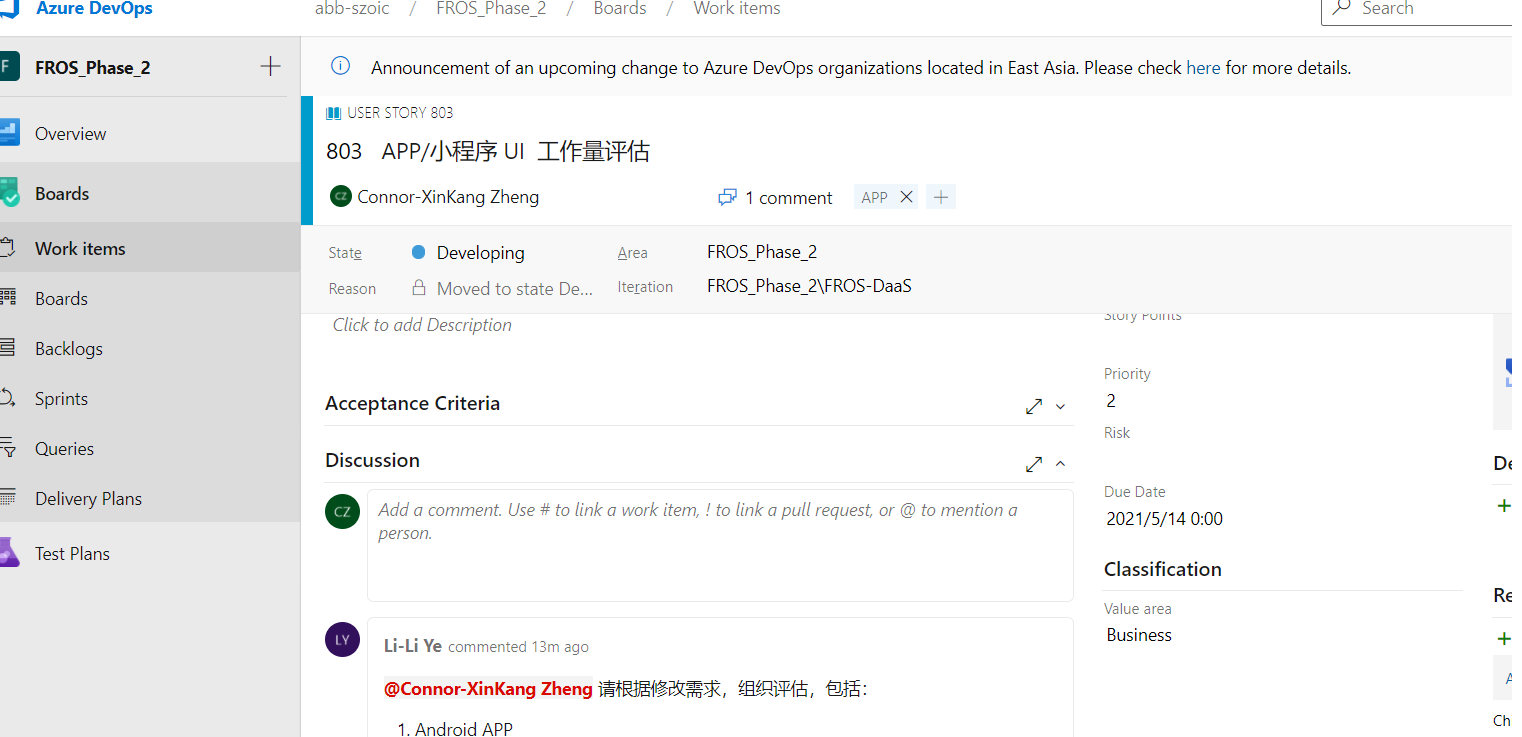 Azure DevOps
abb-szoic / FROS_Phase_2 / Boards / Work items
Search
F FROS_Phase_2
Overview
Boards
Work items
Boards
Backlogs
Sprints
Queries
Delivery Plans
Test Plans
Announcement of an upcoming change to Azure DevOps organizations located in East Asia. Please check here for more details.
USER STORY 803
803 APP/小程序 UI 工作量评估
CZ Connor-XinKang Zheng
1 comment
APP
State Developing
Area FROS_Phase_2
Reason Moved to state De...
Iteration FROS_Phase_2\FROS-DaaS
Click to add Description
Acceptance Criteria
Discussion
CZ
Add a comment. Use # to link a work item, ! to link a pull request, or @ to mention a
person.
LY
Li-Li Ye commented 13m ago
@Connor-XinKang Zheng 请根据修改需求，组织评估，包括：
1. Android APP
Story Points
Priority
2
Risk
Due Date
2021/5/14 0:00
Classification
Value area
Business
De
Re
A
Ch